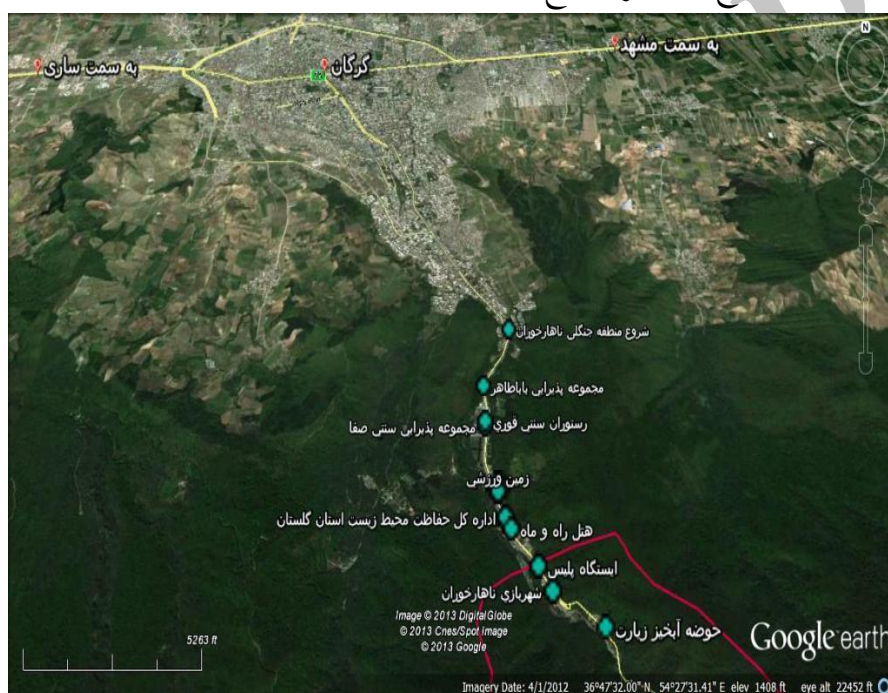 به سمت مشهد
گرگان
به سمت ساری
N
شروع منطقه جنگلی ناهارخوران
مجموعه پذیرایی باباطاهر
رستوران سنتی قوري
مجموعه پذیرایی سنتی صفا
زمین ورزشی
اداره کل حفاظت محیط زیست استان گلستان
هتل راه و ماه
ایستگاه پلیس
شهربازی ناهارخوران
حوضه آبخیز زیارت
Image © 2013 DigitalGlobe
© 2013 Cnes/Spot Image
© 2013 Google
Google earth
5263 ft
Imagery Date: 4/1/2012 36°47'32.00" N 54°27'31.41" E elev 1408 ft eye alt 22452 ft